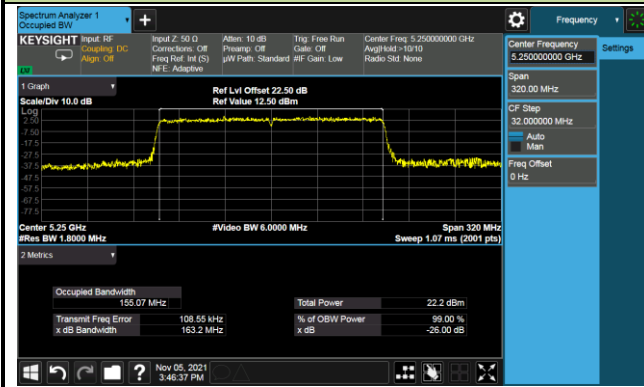 Spectrum Analyzer 1
Occupied BW
Frequency
KEYSIGHT
Input: RF
Coupling: DC
Align: Off
Input Z: 50 Ω
Corrections: Off
Freq Ref: Int (S)
NFE: Adaptive
Atten: 10 dB
Preamp: Off
µW Path: Standard
Trig: Free Run
Gate: Off
#IF Gain: Low
Center Freq: 5.250000000 GHz
Avg|Hold:>10/10
Radio Std: None
Center Frequency
5.250000000 GHz
Settings
Span
320.00 MHz
CF Step
32.000000 MHz
Auto
Man
Freq Offset
0 Hz
1 Graph
Scale/Div 10.0 dB
Ref Lvl Offset 22.50 dB
Ref Value 12.50 dBm
Log
2.50
-7.50
-17.5
-27.5
-37.5
-47.5
-57.5
-67.5
-77.5
Center 5.25 GHz
#Video BW 6.0000 MHz
Span 320 MHz
#Res BW 1.8000 MHz
Sweep 1.07 ms (2001 pts)
2 Metrics
Occupied Bandwidth
155.07 MHz
Total Power 22.2 dBm
Transmit Freq Error 108.55 kHz
% of OBW Power 99.00 %
x dB Bandwidth 163.2 MHz
x dB -26.00 dB
?
Nov 05, 2021
3:46:37 PM